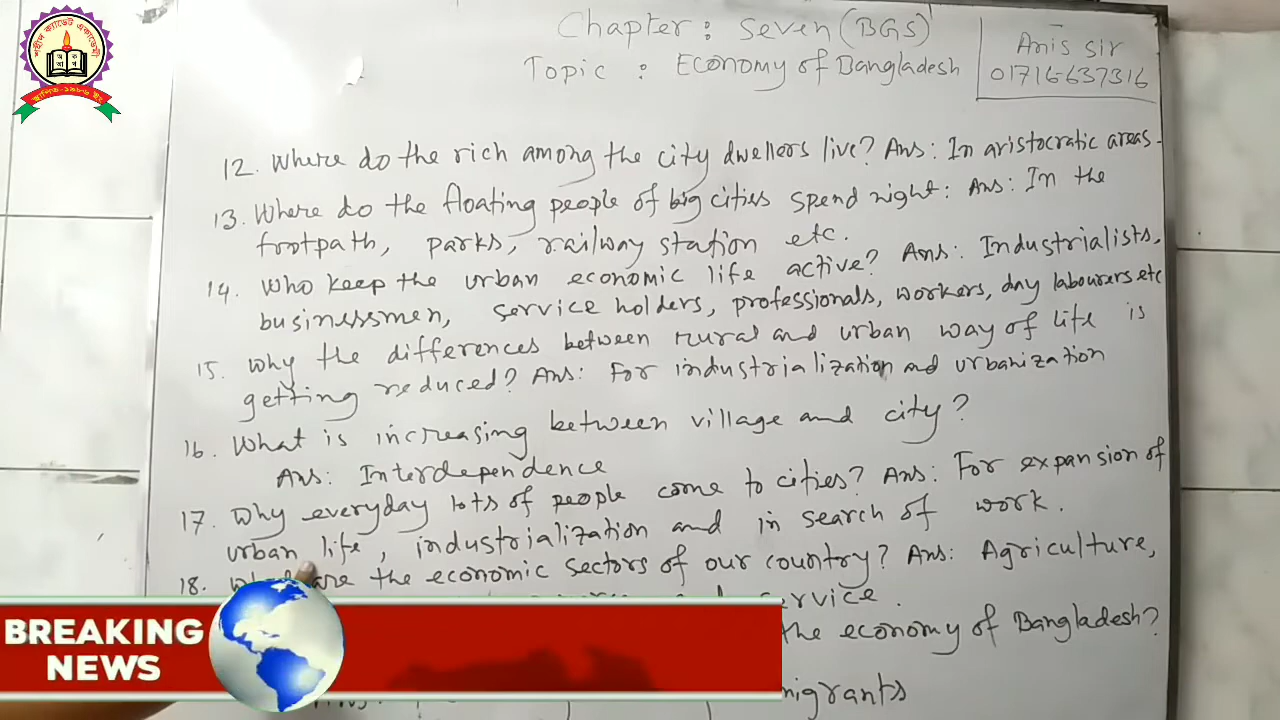 Chapter : Seven (BGS)
Topic : Economy of Bangladesh
Anis Sir
01716-637316
12. Where do the rich among the city dwellers live? Ans: In aristocratic areas.
13. Where do the floating people of big cities spend night: Ans: In the
footpath, parks, railway station etc.
14. Who keep the urban economic life active? Ans: Industrialists,
businessmen, service holders, professionals, workers, day labourers etc
15. Why the differences between rural and urban way of life is
getting reduced? Ans: For industrialization and urbanization
16. What is increasing between village and city?
Ans: Interdependence
17. Why everyday lots of people come to cities? Ans: For expansion of
urban life, industrialization and in search of work.
18. are the economic sectors of our country? Ans: Agriculture,
service.
the economy of Bangladesh?
migrants
BREAKING
NEWS